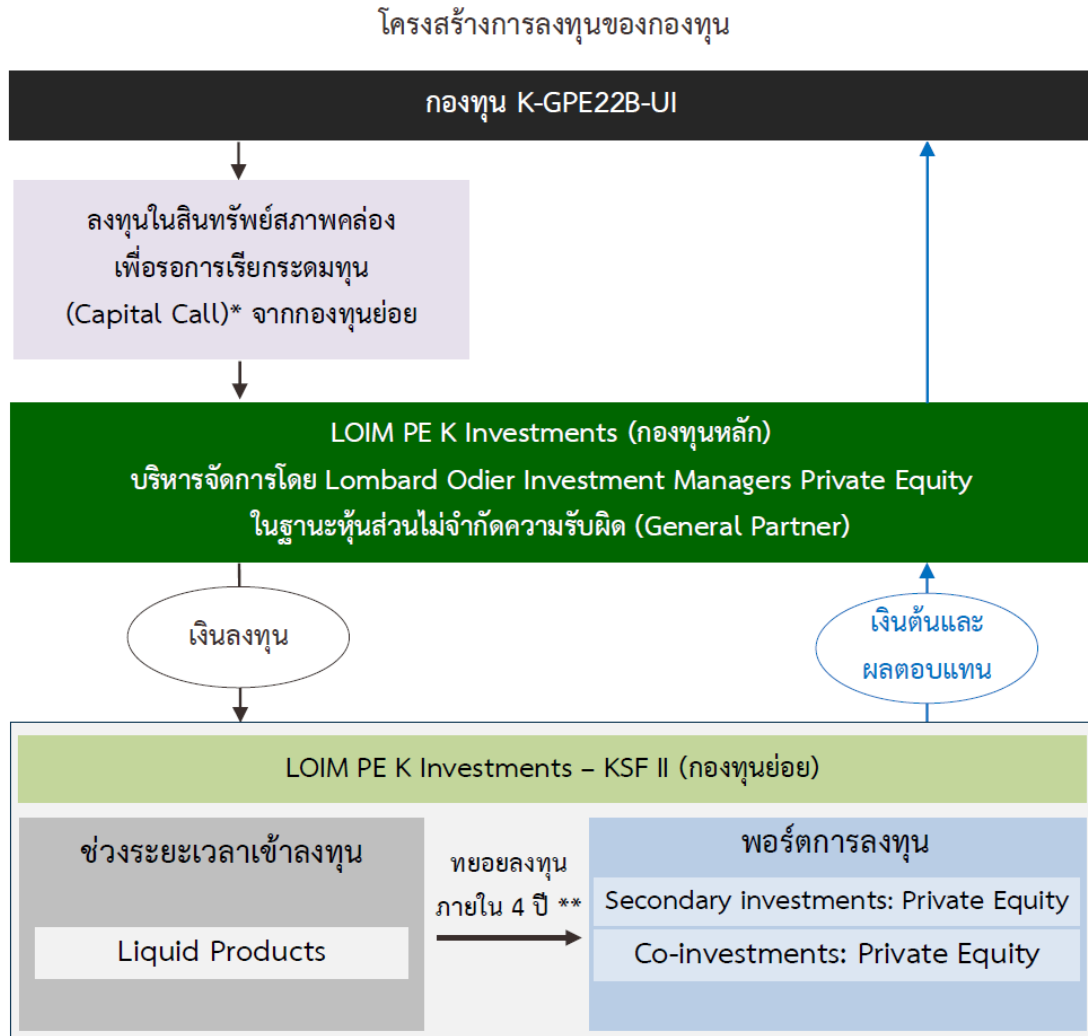 โครงสร้างการลงทุนของกองทุน
กองทุน K-GPE22B-UI
ลงทุนในสินทรัพย์สภาพคล่อง
เพื่อรอการเรียกระดมทุน
(Capital Call)* จากกองทุนย่อย
LOIM PE K Investments (กองทุนหลัก)
บริหารจัดการโดย Lombard Odier Investment Managers Private Equity
ในฐานะหุ้นส่วนไม่จำกัดความรับผิด (General Partner)
เงินลงทุน
เงินต้นและ
ผลตอบแทน
LOIM PE K Investments – KSF II (กองทุนย่อย)
ช่วงระยะเวลาเข้าลงทุน
Liquid Products
ทยอยลงทุน
ภายใน 4 ปี **
พอร์ตการลงทุน
Secondary investments: Private Equity
Co-investments: Private Equity